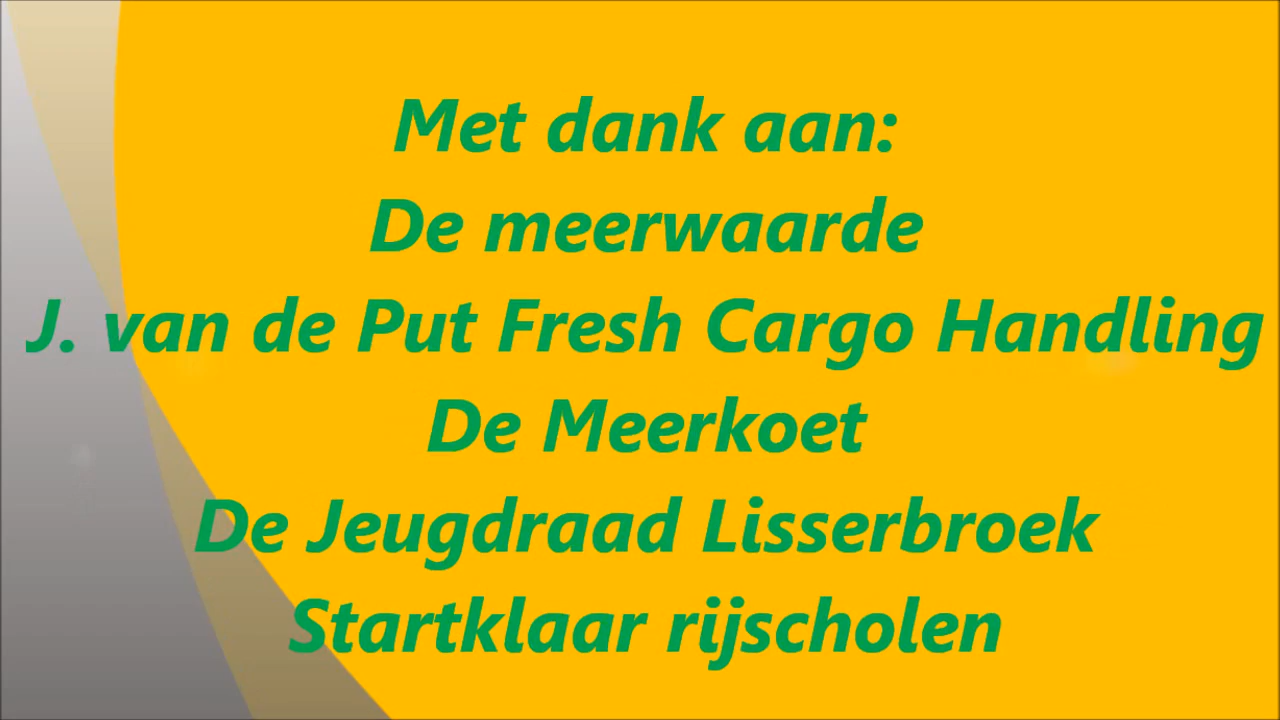 Met dank aan:
De meerwaarde
J. van de Put Fresh Cargo Handling
De Meerkoet
De Jeugdraad Lisserbroek
Startklaar rijscholen